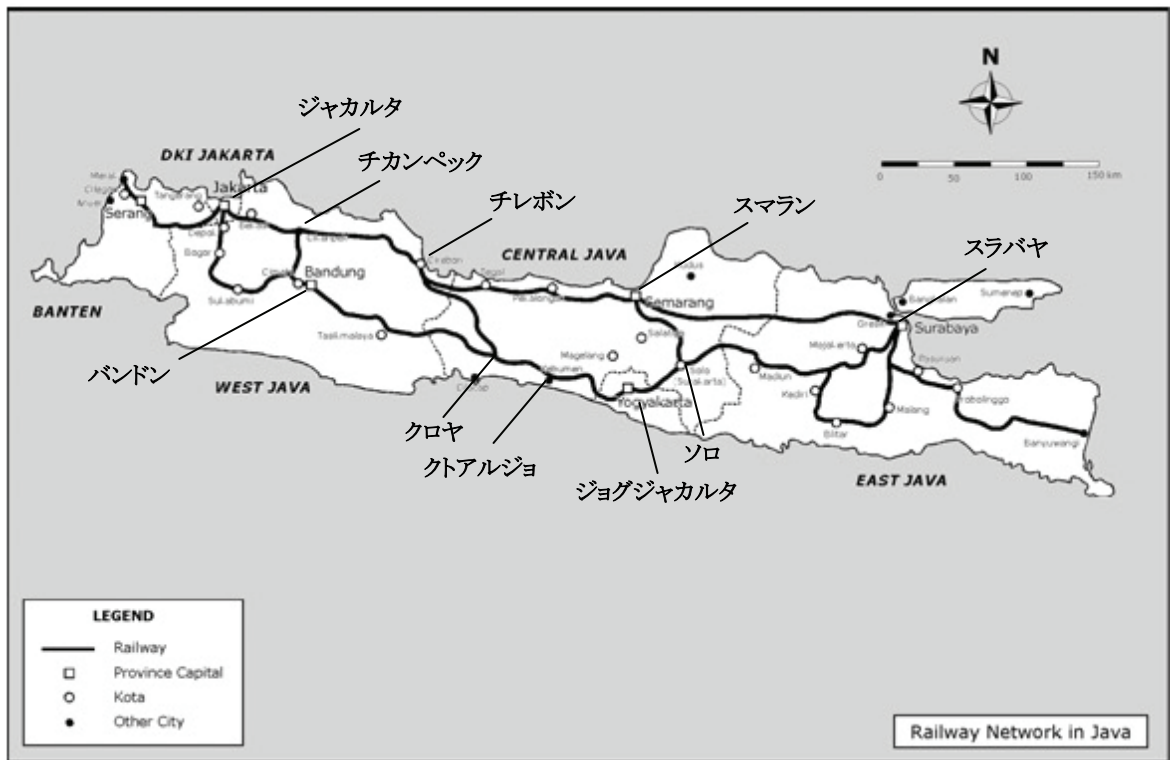 N
ジャカルタ
DKI JAKARTA
チカンペック
0 50 100 150 km
Jakarta
Tangerang
チレボン
スマラン
Serang
CENTRAL JAVA
スラバヤ
Bogor
Cirebon
Tegal
Bandung
Sukabumi
Semarang
Sumenep
BANTEN
Surabaya
Tasikmalaya
Salatiga
Magelang
Madiun
Kediri
Malang
Blitar
Solo
(Surakarta)
バンドン
WEST JAVA
Yogyakarta
Banyuwangi
クロヤ
クトアルジョ
ソロ
ジョグジャカルタ
EAST JAVA
LEGEND
Railway
Province Capital
Kota
Other City
Railway Network in Java